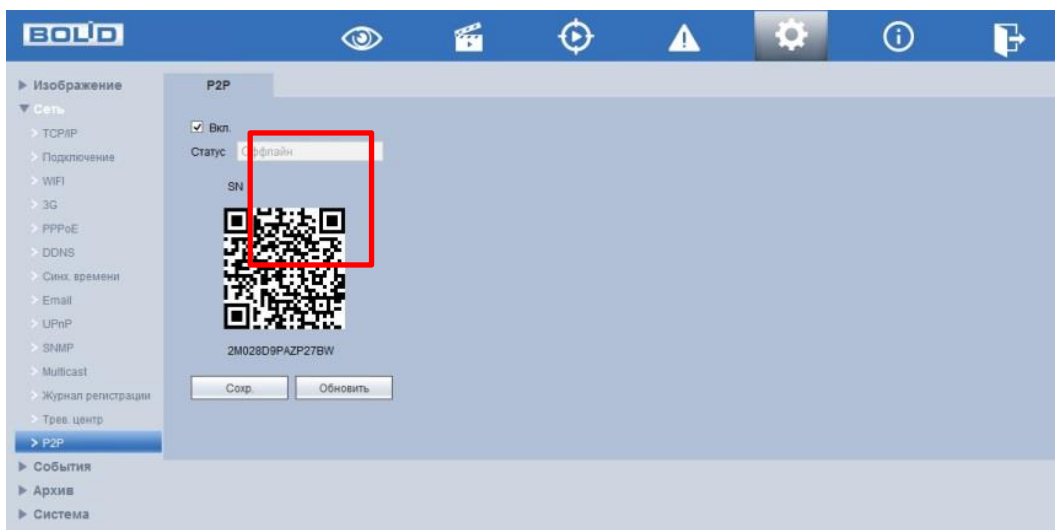 BOLID
Изображение
Сеть
TCP/IP
Подключение
WIFI
3G
PPPoE
DDNS
Синх. времени
Email
UPnP
SNMP
Multicast
Журнал регистрации
Трев. центр
P2P
События
Архив
Система
P2P
Вкл.
Статус Оффлайн
SN
2M028D9PAZP27BW
Сохр. Обновить